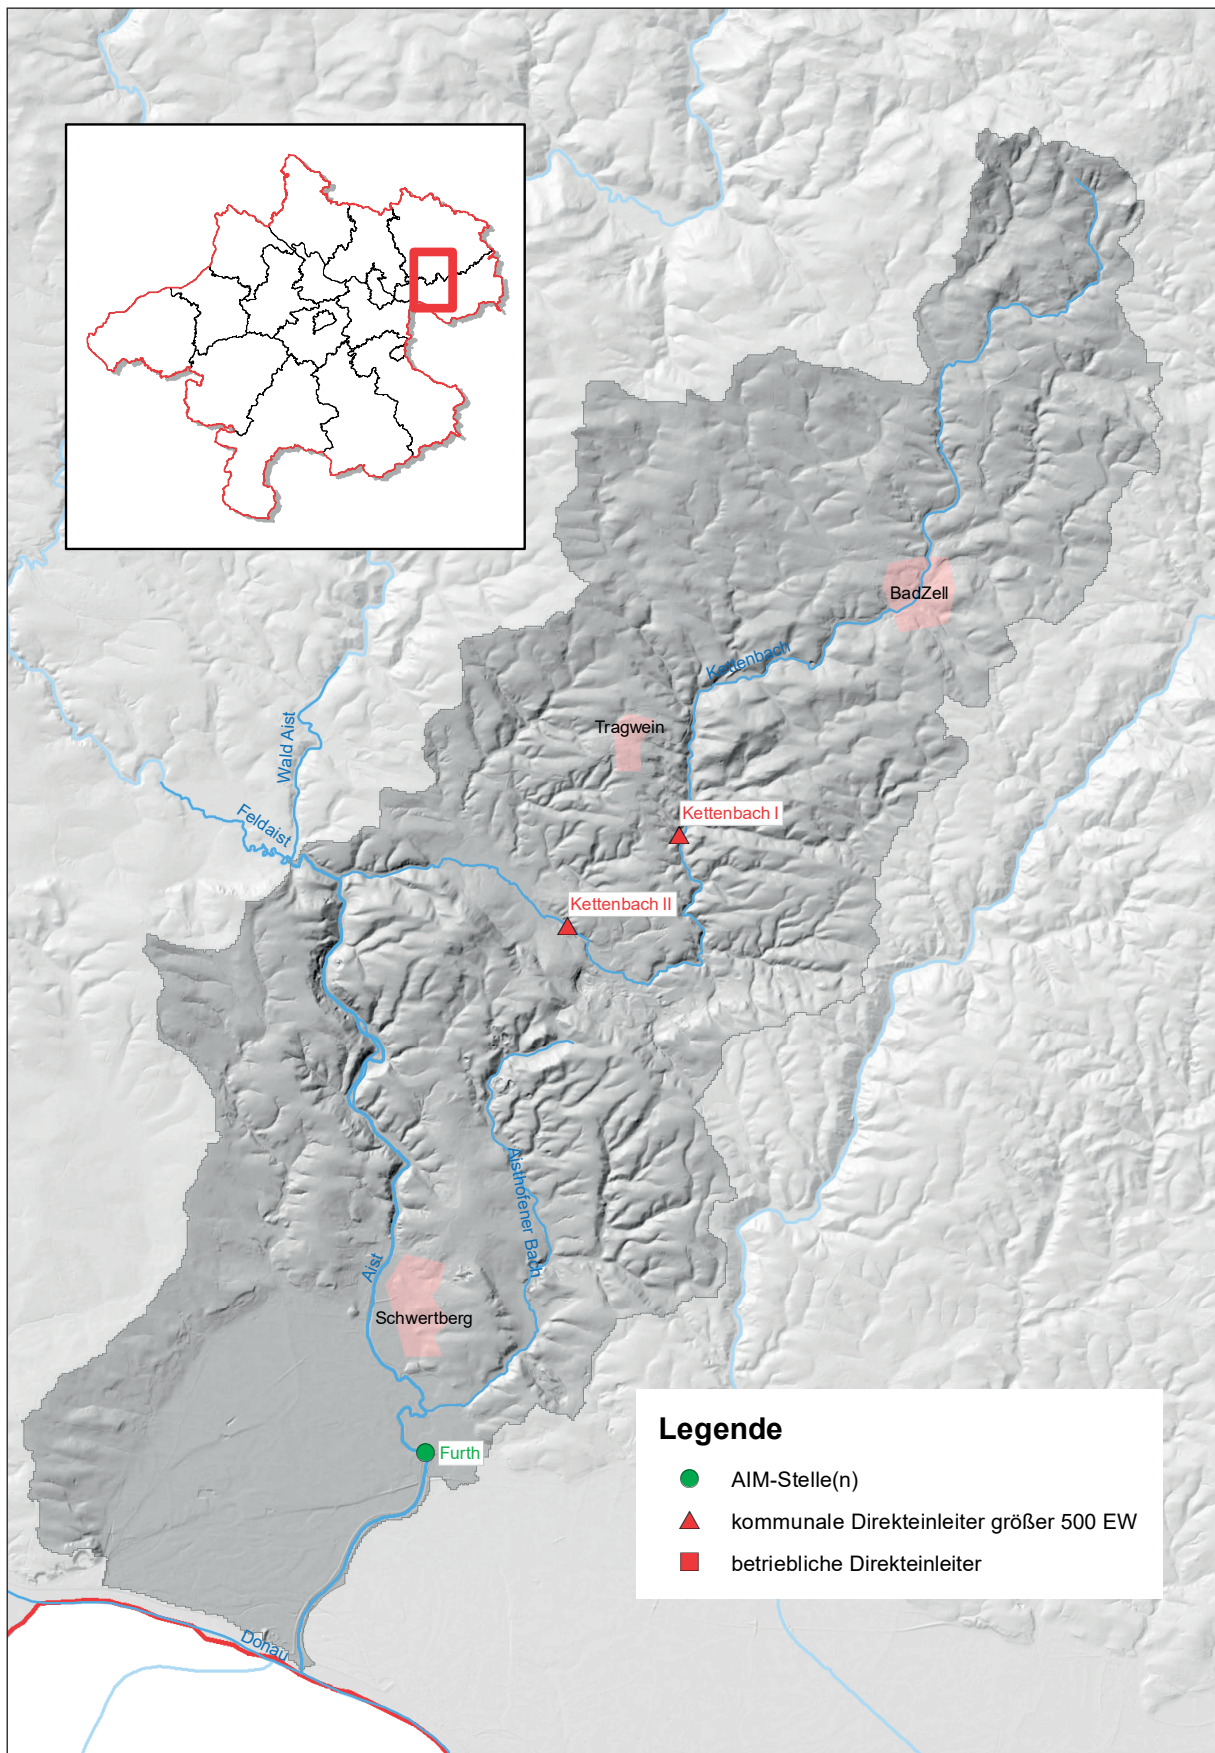 BadZell
Kettenbach
Tragwein
Wald Aist
Kettenbach I
Feldaist
Kettenbach II
Aisthofener Bach
Aist
Schwertberg
Furth
Donau
Legende
AIM-Stelle(n)
kommunale Direkteinleiter größer 500 EW
betriebliche Direkteinleiter